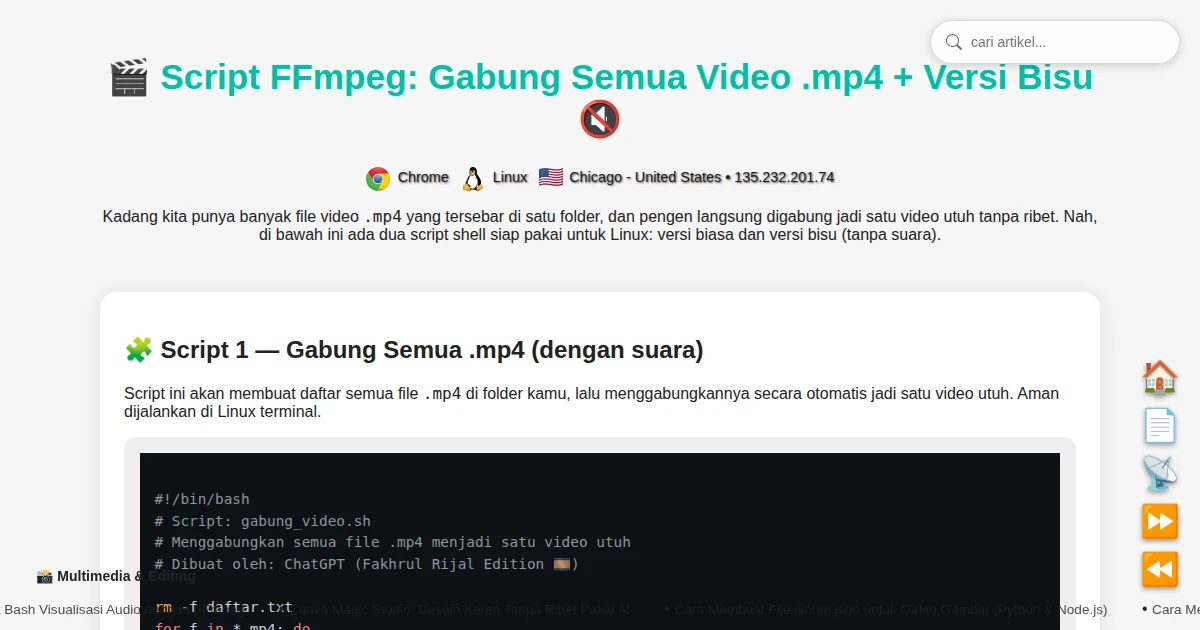 cari artikel...
Script FFmpeg: Gabung Semua Video .mp4 + Versi Bisu
Chrome Linux Chicago - United States • 135.232.201.74
Kadang kita punya banyak file video .mp4 yang tersebar di satu folder, dan pengen langsung digabung jadi satu video utuh tanpa ribet. Nah,
di bawah ini ada dua script shell siap pakai untuk Linux: versi biasa dan versi bisu (tanpa suara).
Script 1 — Gabung Semua .mp4 (dengan suara)
Script ini akan membuat daftar semua file .mp4 di folder kamu, lalu menggabungkannya secara otomatis jadi satu video utuh. Aman
dijalankan di Linux terminal.
#!/bin/bash
# Script: gabung_video.sh
# Menggabungkan semua file .mp4 menjadi satu video utuh
# Dibuat oleh: ChatGPT (Fakhrul Rijal Edition )
Multimedia & Editing
rm -f daftar.txt
Bash Visualisasi Audio Canva Magic Studio: Desain Keren Tanpa Ribet Pakai AI • Cara Membuat File album.json untuk Galeri Gambar (Python & Node.js) • Cara Me
for f in *.mp4; do